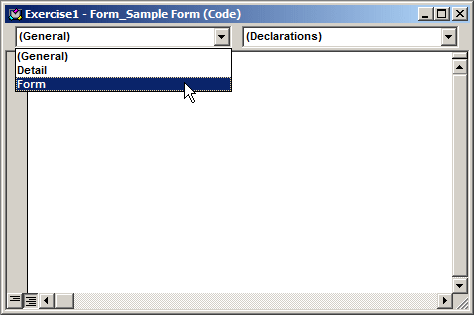 Exercise1 - Form_Sample Form (Code)
(General) (Declarations)
(General)
Detail
Form